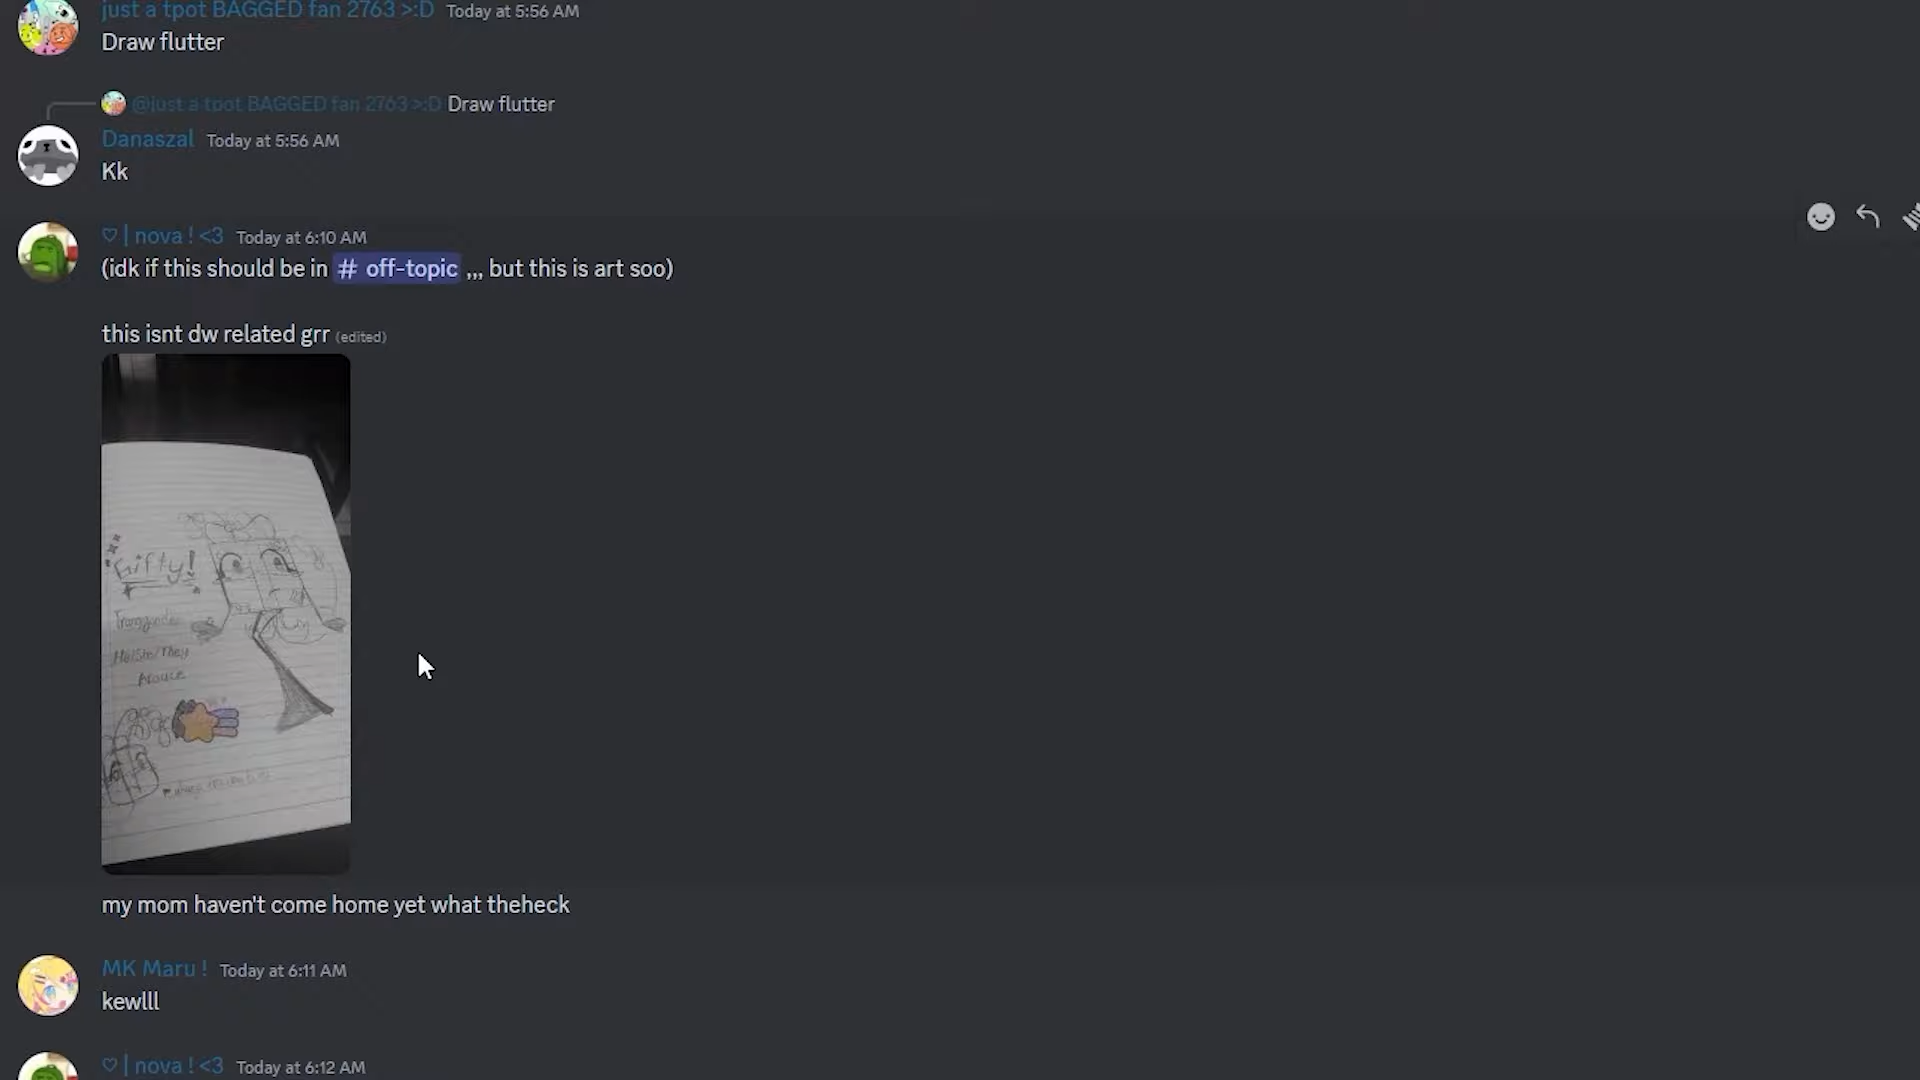 just a tpot BAGGED fan 2763 >:D Today at 5:56 AM
Draw flutter
@just a tpot BAGGED fan 2763 >:D Draw flutter
Danaszal Today at 5:56 AM
Kk
♡ | nova ! <3 Today at 6:10 AM
(idk if this should be in # off-topic ,,, but this is art soo)
this isnt dw related grr (edited)
Gifty!
my mom haven't come home yet what theheck
MK Maru ! Today at 6:11 AM
kewlll
♡ | nova ! <3 Today at 6:12 AM